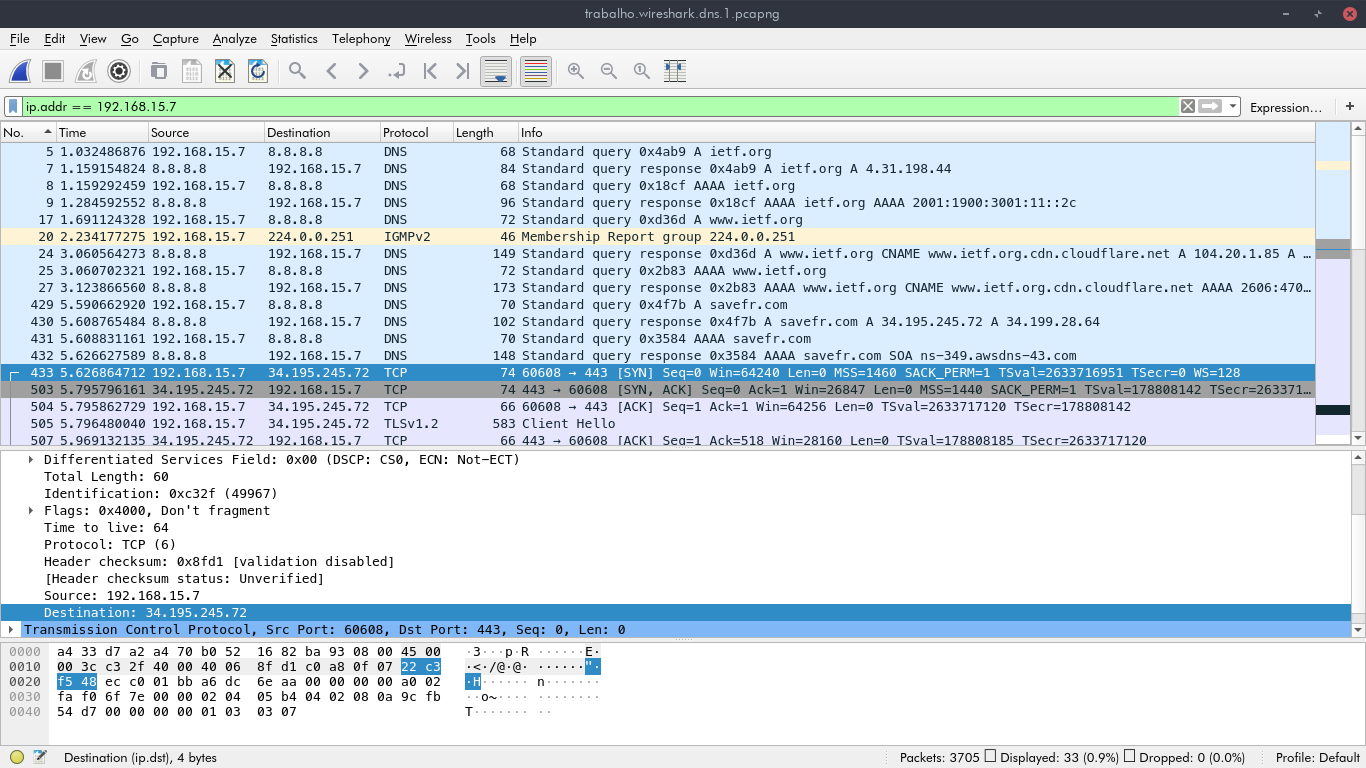 trabalho.wireshark.dns.1.pcapng
File Edit View Go Capture Analyze Statistics Telephony Wireless Tools Help
ip.addr == 192.168.15.7 Expression… +
No. Time Source Destination Protocol Length Info
5 1.032486876 192.168.15.7 8.8.8.8 DNS 68 Standard query 0x4ab9 A ietf.org
7 1.159154824 8.8.8.8 192.168.15.7 DNS 84 Standard query response 0x4ab9 A ietf.org A 4.31.198.44
8 1.159292459 192.168.15.7 8.8.8.8 DNS 68 Standard query 0x18cf AAAA ietf.org
9 1.284592552 8.8.8.8 192.168.15.7 DNS 96 Standard query response 0x18cf AAAA ietf.org AAAA 2001:1900:3001:11::2c
17 1.691124328 192.168.15.7 8.8.8.8 DNS 72 Standard query 0xd36d A www.ietf.org
20 2.234177275 192.168.15.7 224.0.0.251 IGMPv2 46 Membership Report group 224.0.0.251
24 3.060564273 8.8.8.8 192.168.15.7 DNS 149 Standard query response 0xd36d A www.ietf.org CNAME www.ietf.org.cdn.cloudflare.net A 104.20.1.85 A …
25 3.060702321 192.168.15.7 8.8.8.8 DNS 72 Standard query 0x2b83 AAAA www.ietf.org
27 3.123866560 8.8.8.8 192.168.15.7 DNS 173 Standard query response 0x2b83 AAAA www.ietf.org CNAME www.ietf.org.cdn.cloudflare.net AAAA 2606:470…
429 5.590662920 192.168.15.7 8.8.8.8 DNS 70 Standard query 0x4f7b A savefr.com
430 5.608765484 8.8.8.8 192.168.15.7 DNS 102 Standard query response 0x4f7b A savefr.com A 34.195.245.72 A 34.199.28.64
431 5.608831161 192.168.15.7 8.8.8.8 DNS 70 Standard query 0x3584 AAAA savefr.com
432 5.626627589 8.8.8.8 192.168.15.7 DNS 148 Standard query response 0x3584 AAAA savefr.com SOA ns-349.awsdns-43.com
433 5.626864712 192.168.15.7 34.195.245.72 TCP 74 60608 → 443 [SYN] Seq=0 Win=64240 Len=0 MSS=1460 SACK_PERM=1 TSval=2633716951 TSecr=0 WS=128
503 5.795796161 34.195.245.72 192.168.15.7 TCP 74 443 → 60608 [SYN, ACK] Seq=0 Ack=1 Win=26847 Len=0 MSS=1440 SACK_PERM=1 TSval=178808142 TSecr=263371…
504 5.795862729 192.168.15.7 34.195.245.72 TCP 66 60608 → 443 [ACK] Seq=1 Ack=1 Win=64256 Len=0 TSval=2633717120 TSecr=178808142
505 5.796480040 192.168.15.7 34.195.245.72 TLSv1.2 583 Client Hello
507 5.969132135 34.195.245.72 192.168.15.7 TCP 66 443 → 60608 [ACK] Seq=1 Ack=518 Win=28160 Len=0 TSval=178808185 TSecr=2633717120
Differentiated Services Field: 0x00 (DSCP: CS0, ECN: Not-ECT)
Total Length: 60
Identification: 0xc32f (49967)
Flags: 0x4000, Don't fragment
Time to live: 64
Protocol: TCP (6)
Header checksum: 0x8fd1 [validation disabled]
[Header checksum status: Unverified]
Source: 192.168.15.7
Destination: 34.195.245.72
Transmission Control Protocol, Src Port: 60608, Dst Port: 443, Seq: 0, Len: 0
0000 a4 33 d7 a2 a4 70 b0 52 16 82 ba 93 08 00 45 00 ·3···p·R ······E·
0010 00 3c c3 2f 40 00 40 06 8f d1 c0 a8 0f 07 22 c3 ·<·/@·@· ······"·
0020 f5 48 ec c0 01 bb a6 dc 6e aa 00 00 00 00 a0 02 ·H······ n·······
0030 fa f0 6f 7e 00 00 02 04 05 b4 04 02 08 0a 9c fb ··o~···· ········
0040 54 d7 00 00 00 00 01 03 03 07 T······· ··
Destination (ip.dst), 4 bytes Packets: 3705 Displayed: 33 (0.9%) Dropped: 0 (0.0%) Profile: Default